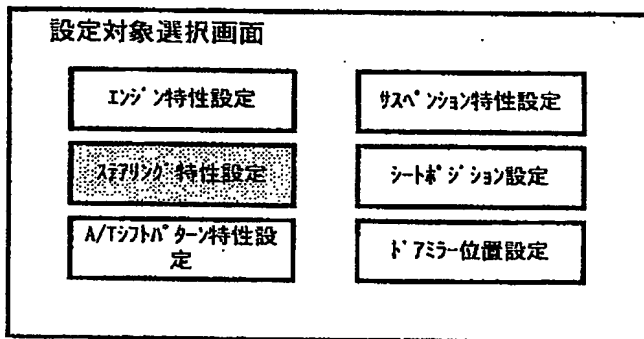 設定対象選択画面
ｴﾝｼﾞﾝ特性設定
ｻｽﾍﾟﾝｼｮﾝ特性設定
ｽﾃｱﾘﾝｸﾞ特性設定
ｼｰﾄﾎﾟｼﾞｼｮﾝ設定
A/Tｼﾌﾄﾊﾟﾀｰﾝ特性設
定
ﾄﾞｱﾐﾗｰ位置設定